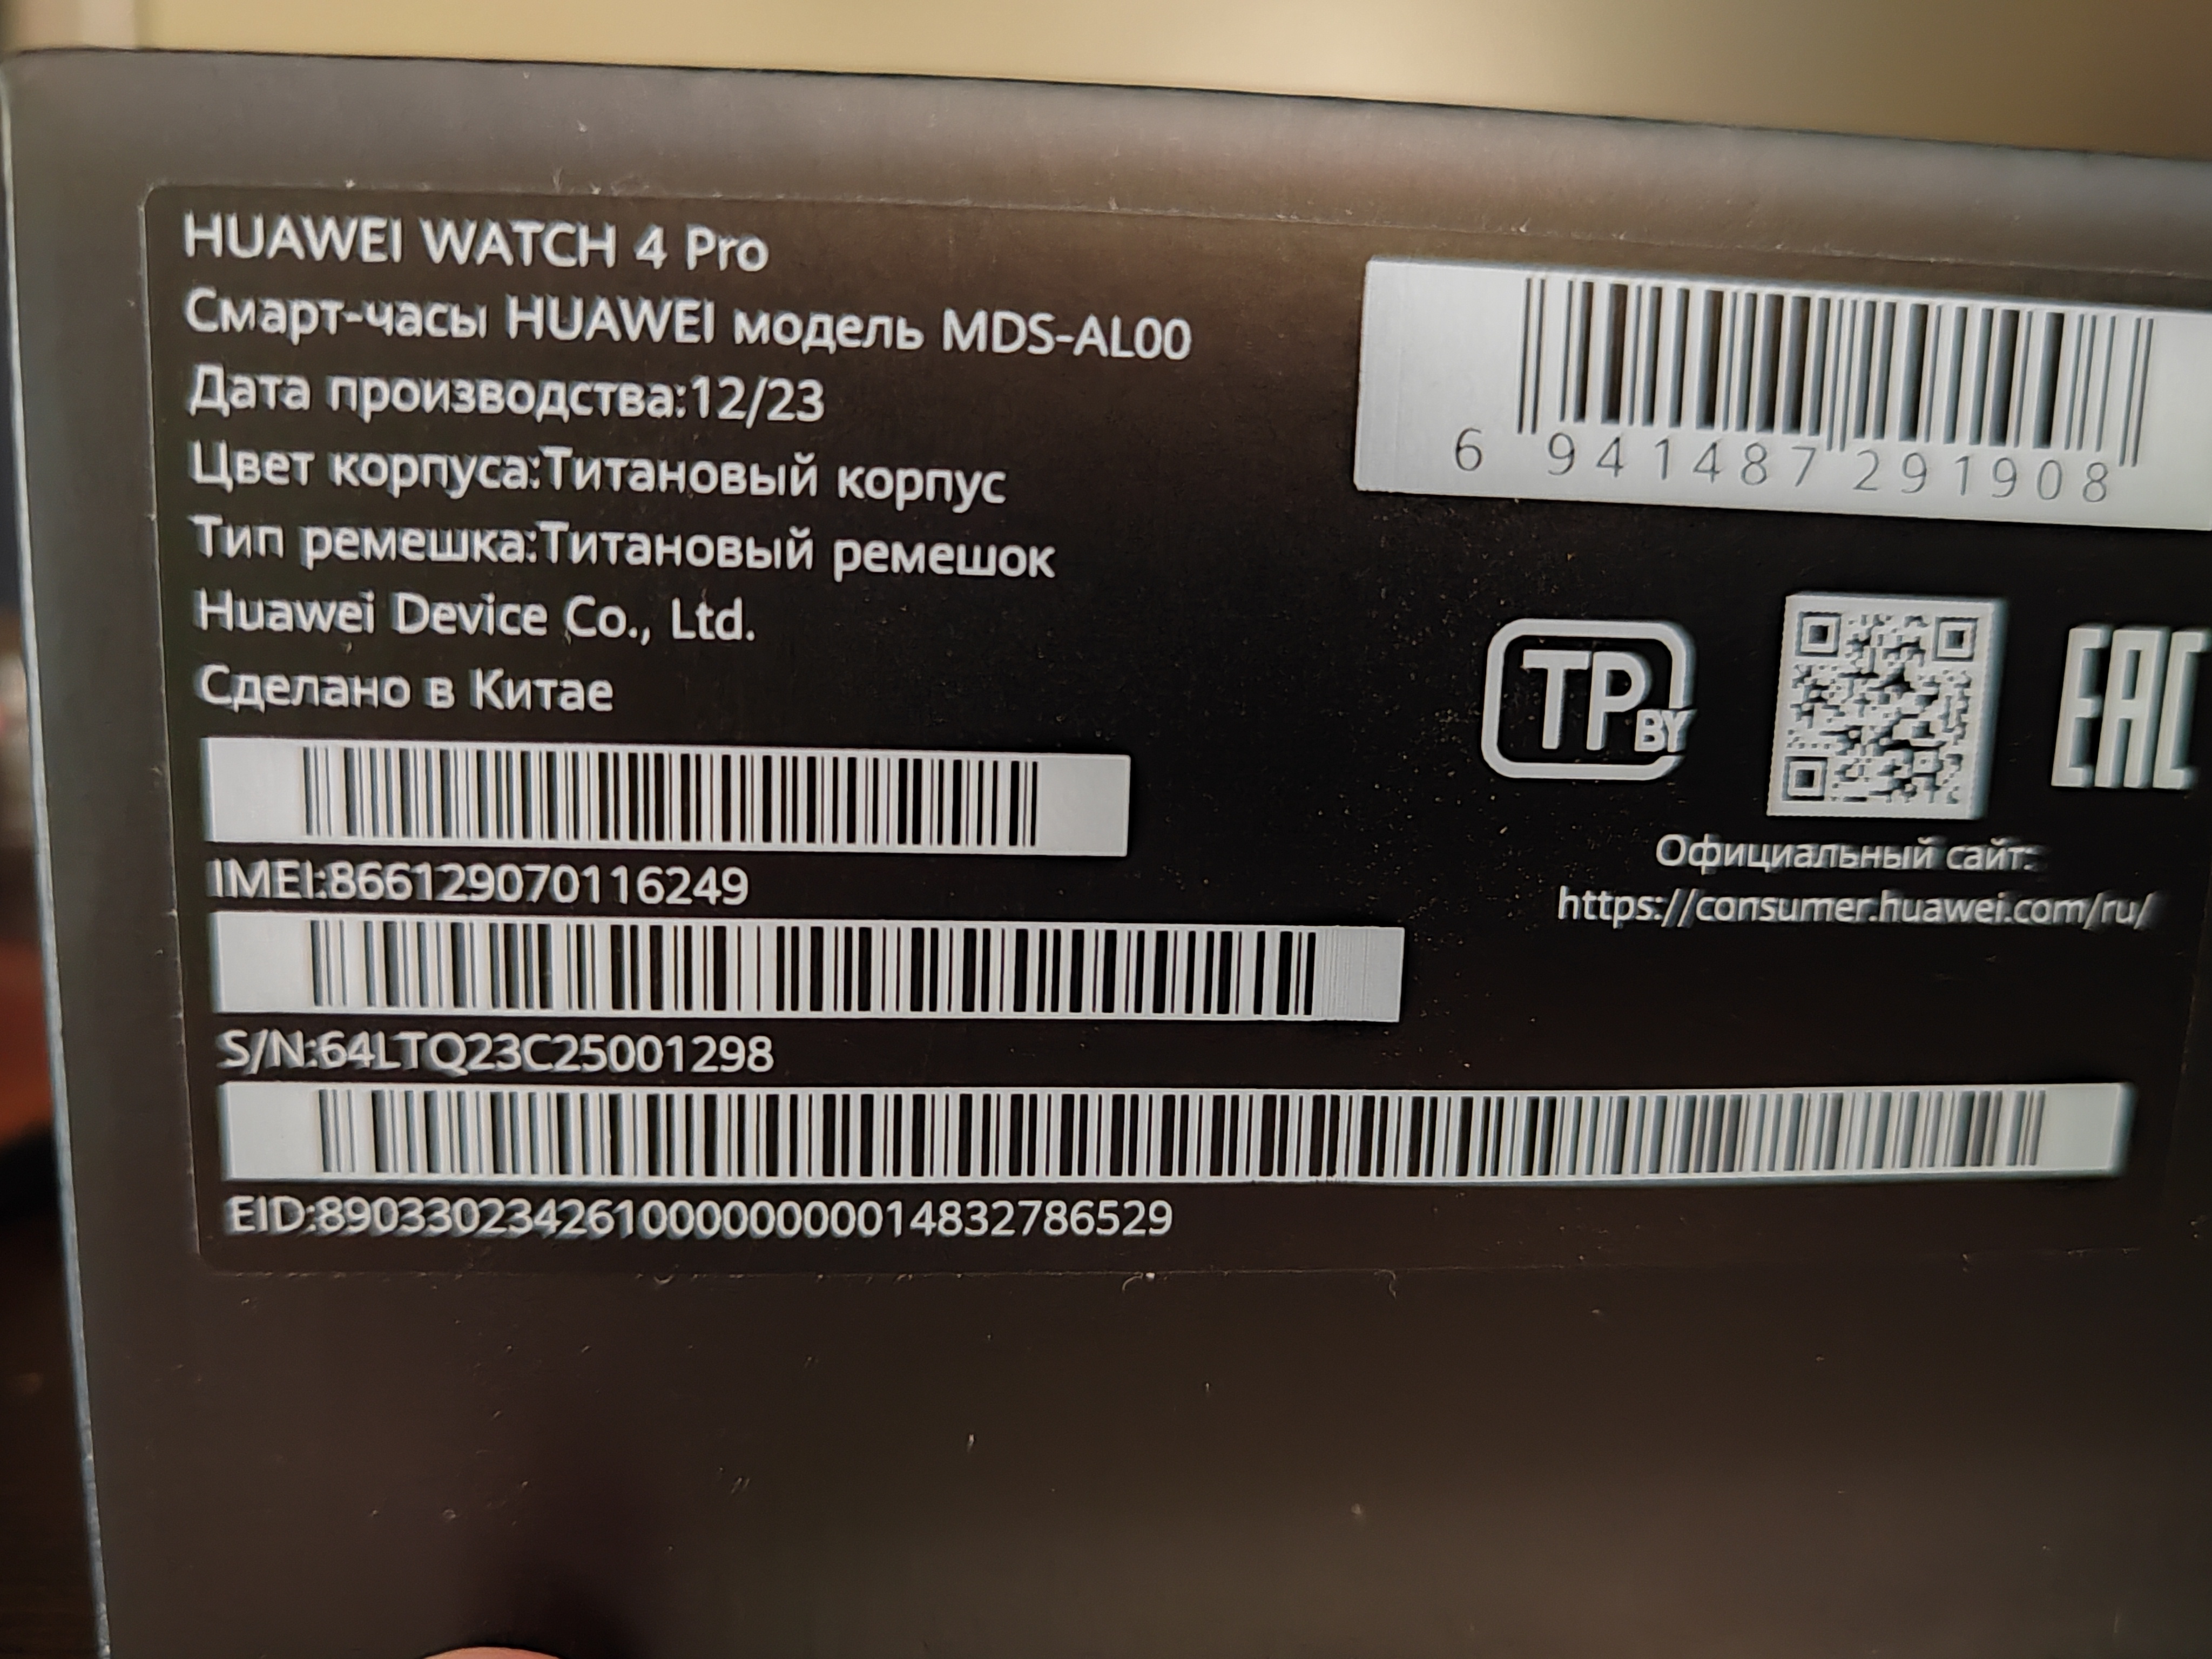 HUAWEI WATCH 4 Pro
Смарт-часы HUAWEI модель MDS-AL00
Дата производства:12/23
Цвет корпуса:Титановый корпус
Тип ремешка:Титановый ремешок
Huawei Device Co., Ltd.
Сделано в Китае
IMEI:866129070116249
S/N:64LTQ23C25001298
EID:89033023426100000000014832786529
6 941487 291908
TP BY
EAC
Официальный сайт:
https://consumer.huawei.com/ru/